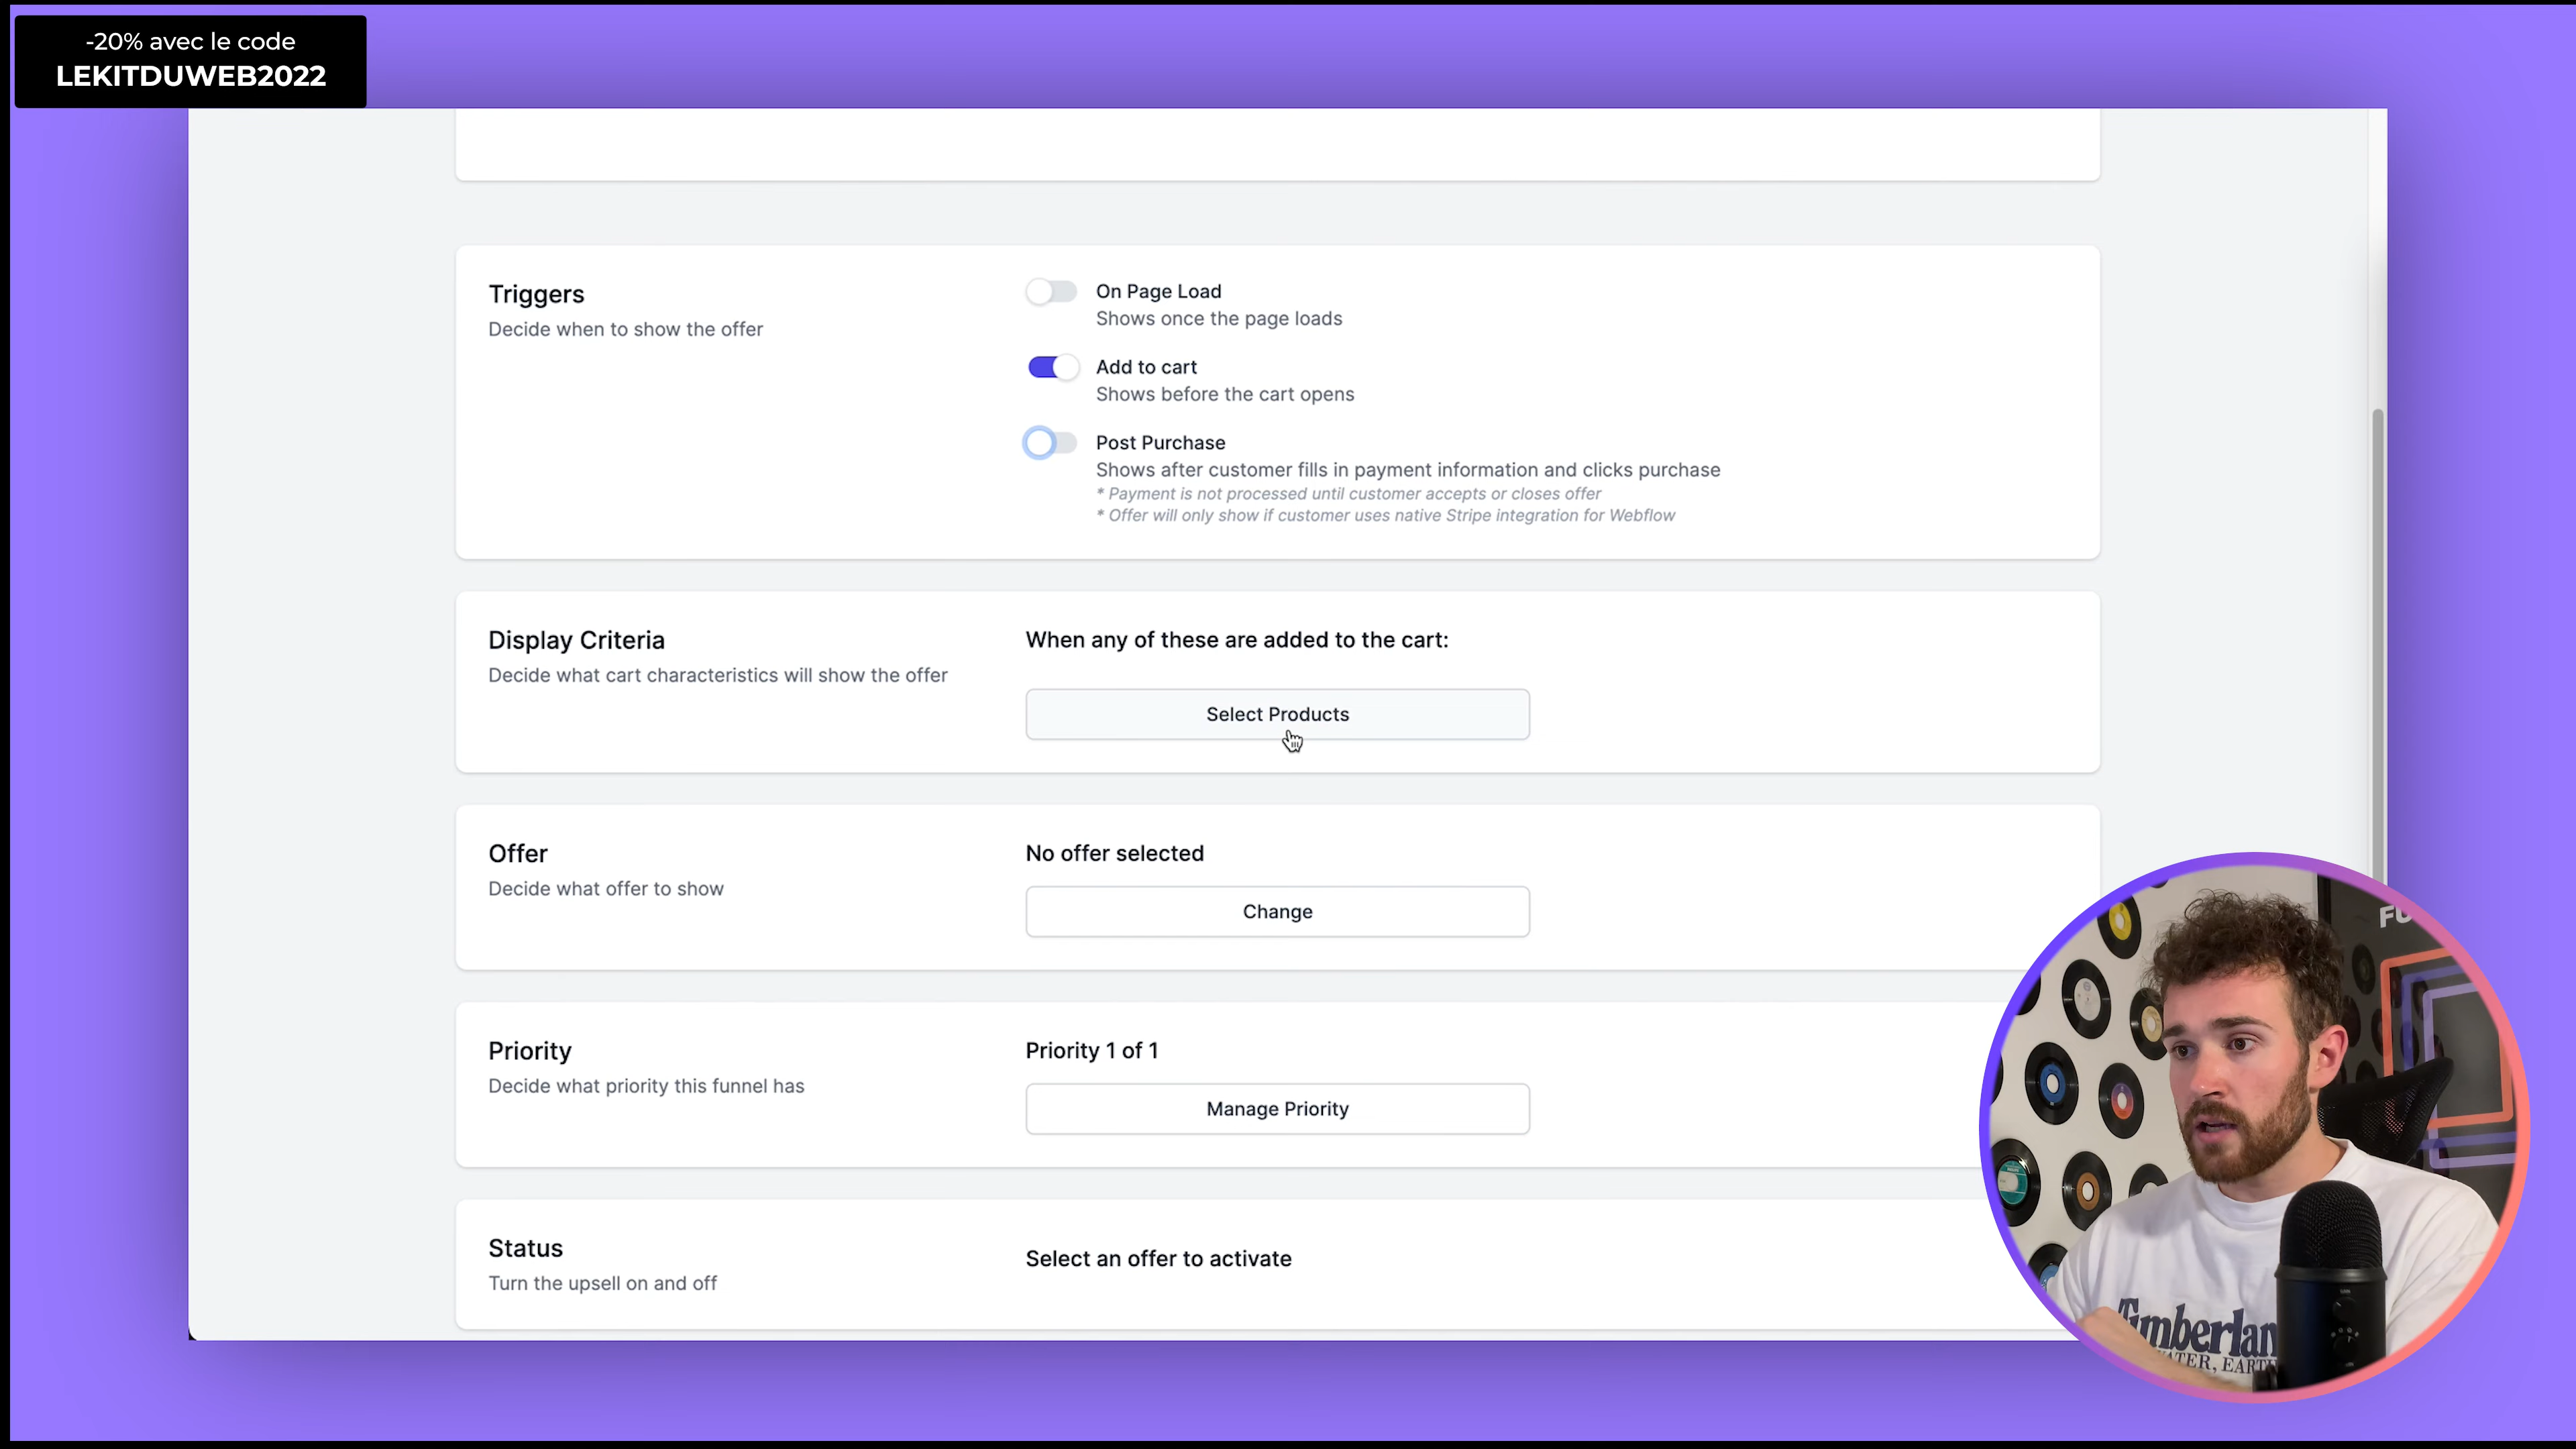 -20% avec le code
LEKITDUWEB2022
Triggers
Decide when to show the offer
On Page Load
Shows once the page loads
Add to cart
Shows before the cart opens
Post Purchase
Shows after customer fills in payment information and clicks purchase
* Payment is not processed until customer accepts or closes offer
* Offer will only show if customer uses native Stripe integration for Webflow
Display Criteria
Decide what cart characteristics will show the offer
When any of these are added to the cart:
Select Products
Offer
Decide what offer to show
No offer selected
Change
Priority
Decide what priority this funnel has
Priority 1 of 1
Manage Priority
Status
Turn the upsell on and off
Select an offer to activate